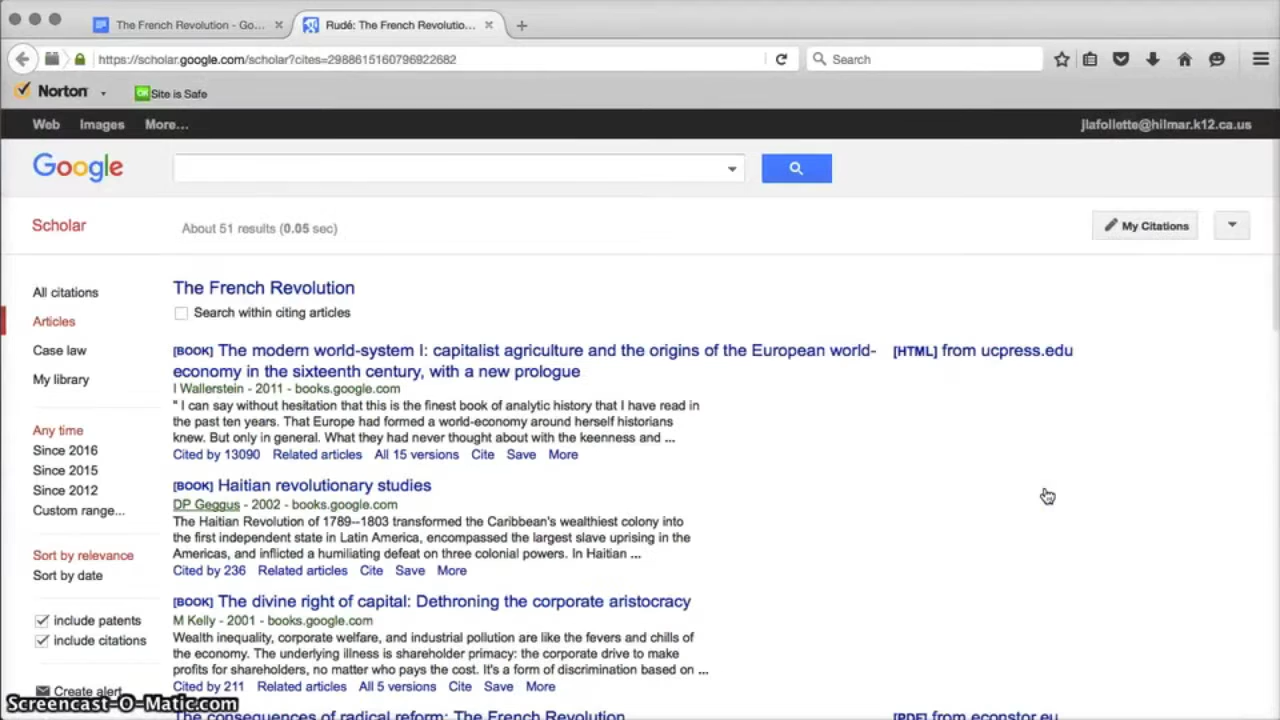 The French Revolution - Go...
Rudé: The French Revolutio...
https://scholar.google.com/scholar?cites=2988615160796922682
Search
Norton
OK
Site is Safe
Web Images More...
jlafollette@hilmar.k12.ca.us
Google
Scholar
About 51 results (0.05 sec)
My Citations
All citations
Articles
Case law
My library
Any time
Since 2016
Since 2015
Since 2012
Custom range...
Sort by relevance
Sort by date
include patents
include citations
Create alert
The French Revolution
Search within citing articles
[BOOK] The modern world-system I: capitalist agriculture and the origins of the European world-
economy in the sixteenth century, with a new prologue
[HTML] from ucpress.edu
I Wallerstein - 2011 - books.google.com
" I can say without hesitation that this is the finest book of analytic history that I have read in
the past ten years. That Europe had formed a world-economy around herself historians
knew. But only in general. What they had never thought about with the keenness and ...
Cited by 13090 Related articles All 15 versions Cite Save More
[BOOK] Haitian revolutionary studies
DP Geggus - 2002 - books.google.com
The Haitian Revolution of 1789--1803 transformed the Caribbean's wealthiest colony into
the first independent state in Latin America, encompassed the largest slave uprising in the
Americas, and inflicted a humiliating defeat on three colonial powers. In Haitian ...
Cited by 236 Related articles Cite Save More
[BOOK] The divine right of capital: Dethroning the corporate aristocracy
M Kelly - 2001 - books.google.com
Wealth inequality, corporate welfare, and industrial pollution are like the fevers and chills of
the economy. The underlying illness is shareholder primacy: the corporate drive to make
profits for shareholders, no matter who pays the cost. It's a form of discrimination based on ...
Cited by 211 Related articles All 5 versions Cite Save More
The consequences of radical reform: The French Revolution
[PDF] from econstor.eu
Screencast-O-Matic.com